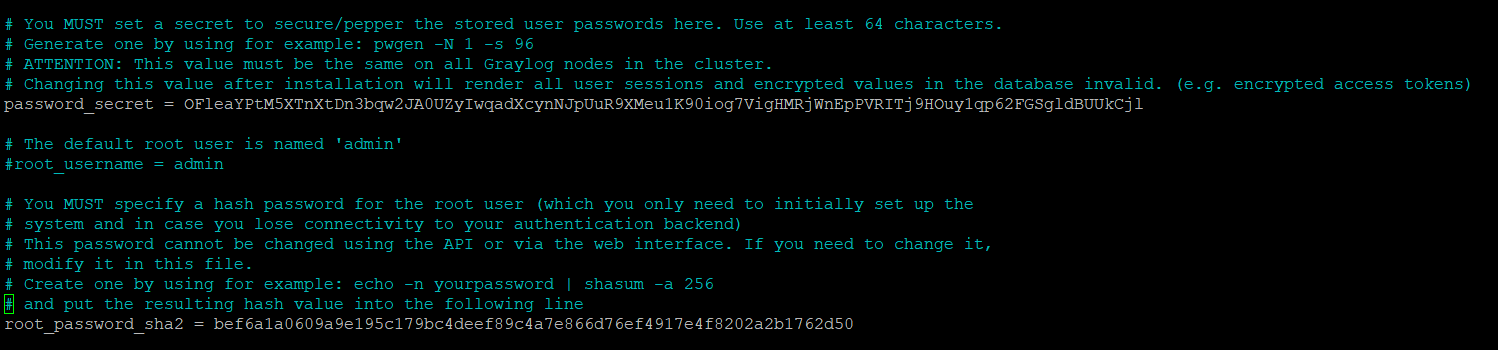 # You MUST set a secret to secure/pepper the stored user passwords here. Use at least 64 characters.
# Generate one by using for example: pwgen -N 1 -s 96
# ATTENTION: This value must be the same on all Graylog nodes in the cluster.
# Changing this value after installation will render all user sessions and encrypted values in the database invalid. (e.g. encrypted access tokens)
password_secret = OFleaYPtM5XTnXtDn3bqw2JA0UZyIwqadXcynNJpUuR9XMeu1K90iog7VigHMRjWnEpPVRITj9HOuy1qp62FGSgldBUUkCjl
# The default root user is named 'admin'
#root_username = admin
# You MUST specify a hash password for the root user (which you only need to initially set up the
# system and in case you lose connectivity to your authentication backend)
# This password cannot be changed using the API or via the web interface. If you need to change it,
# modify it in this file.
# Create one by using for example: echo -n yourpassword | shasum -a 256
# and put the resulting hash value into the following line
root_password_sha2 = bef6a1a0609a9e195c179bc4deef89c4a7e866d76ef4917e4f8202a2b1762d50